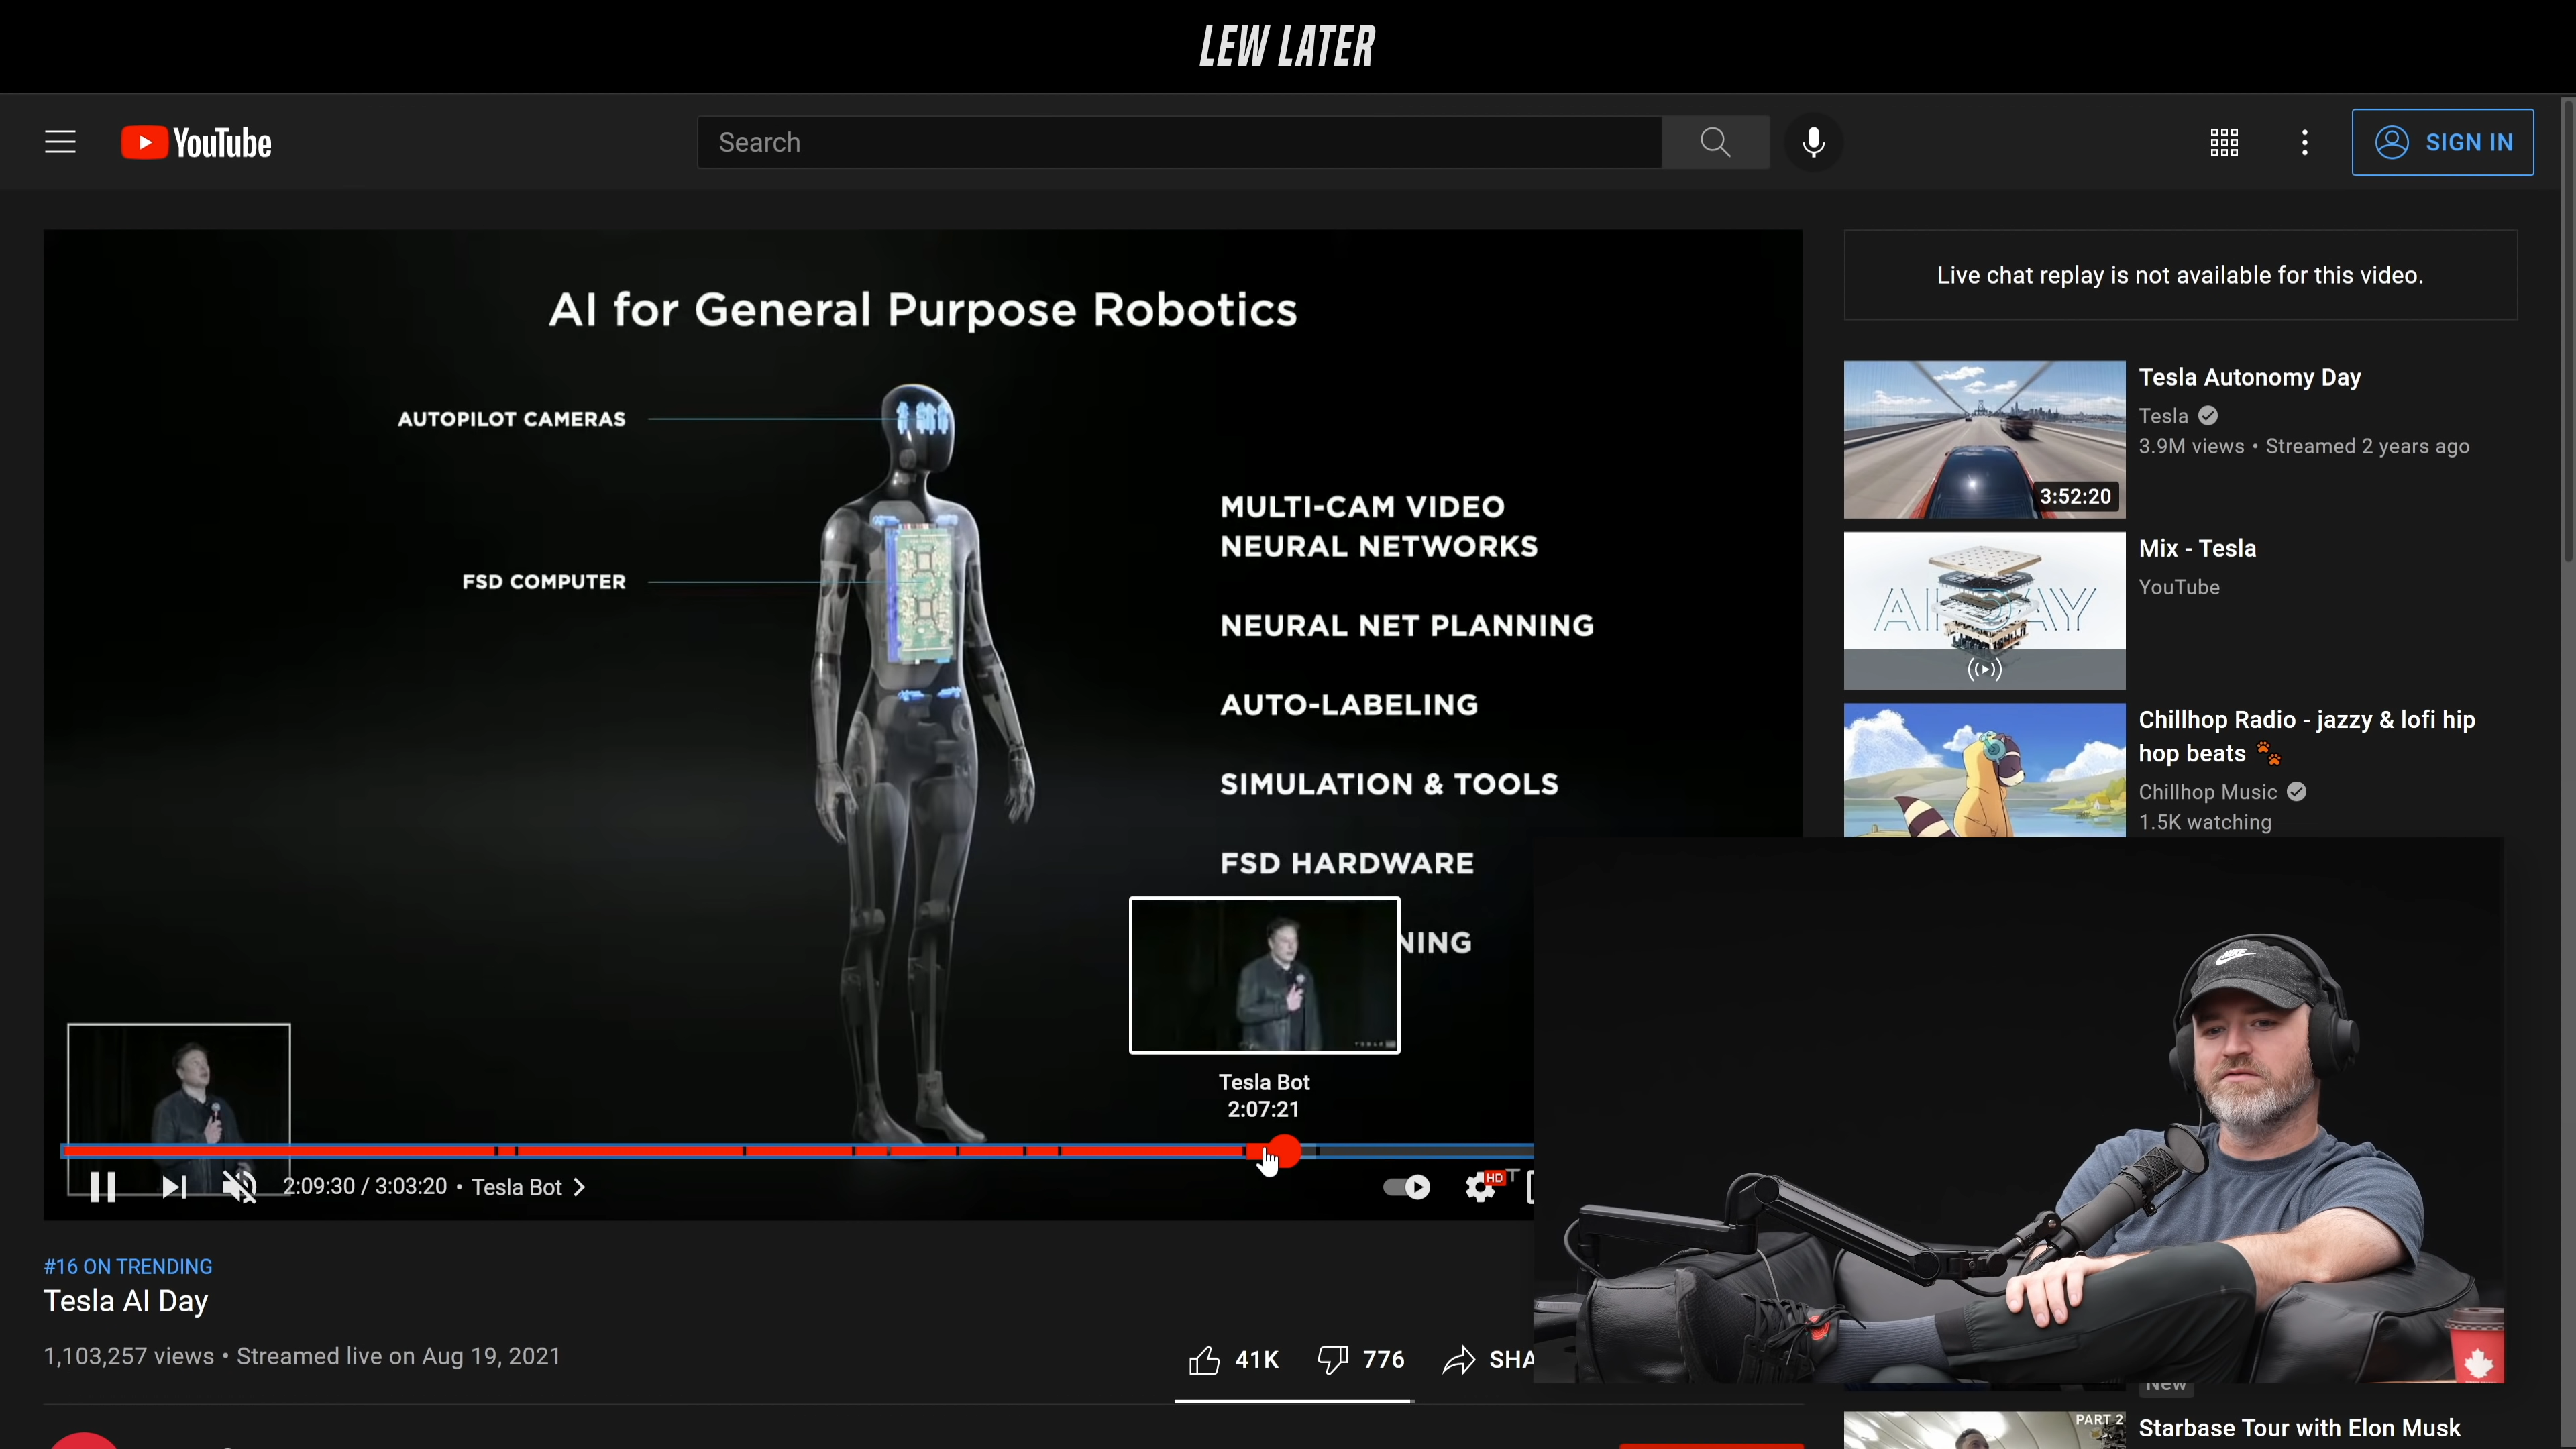 LEW LATER
YouTube
Search
SIGN IN
AI for General Purpose Robotics
AUTOPILOT CAMERAS
FSD COMPUTER
MULTI-CAM VIDEO
NEURAL NETWORKS
NEURAL NET PLANNING
AUTO-LABELING
SIMULATION & TOOLS
FSD HARDWARE
NING
Tesla Bot
2:07:21
2:09:30 / 3:03:20 • Tesla Bot
HD
#16 ON TRENDING
Tesla AI Day
1,103,257 views • Streamed live on Aug 19, 2021
41K
776
SHA
Live chat replay is not available for this video.
3:52:20
Tesla Autonomy Day
Tesla
3.9M views • Streamed 2 years ago
AI DAY
Mix - Tesla
YouTube
Chillhop Radio - jazzy & lofi hip
hop beats 🐾
Chillhop Music
1.5K watching
New
PART 2
Starbase Tour with Elon Musk